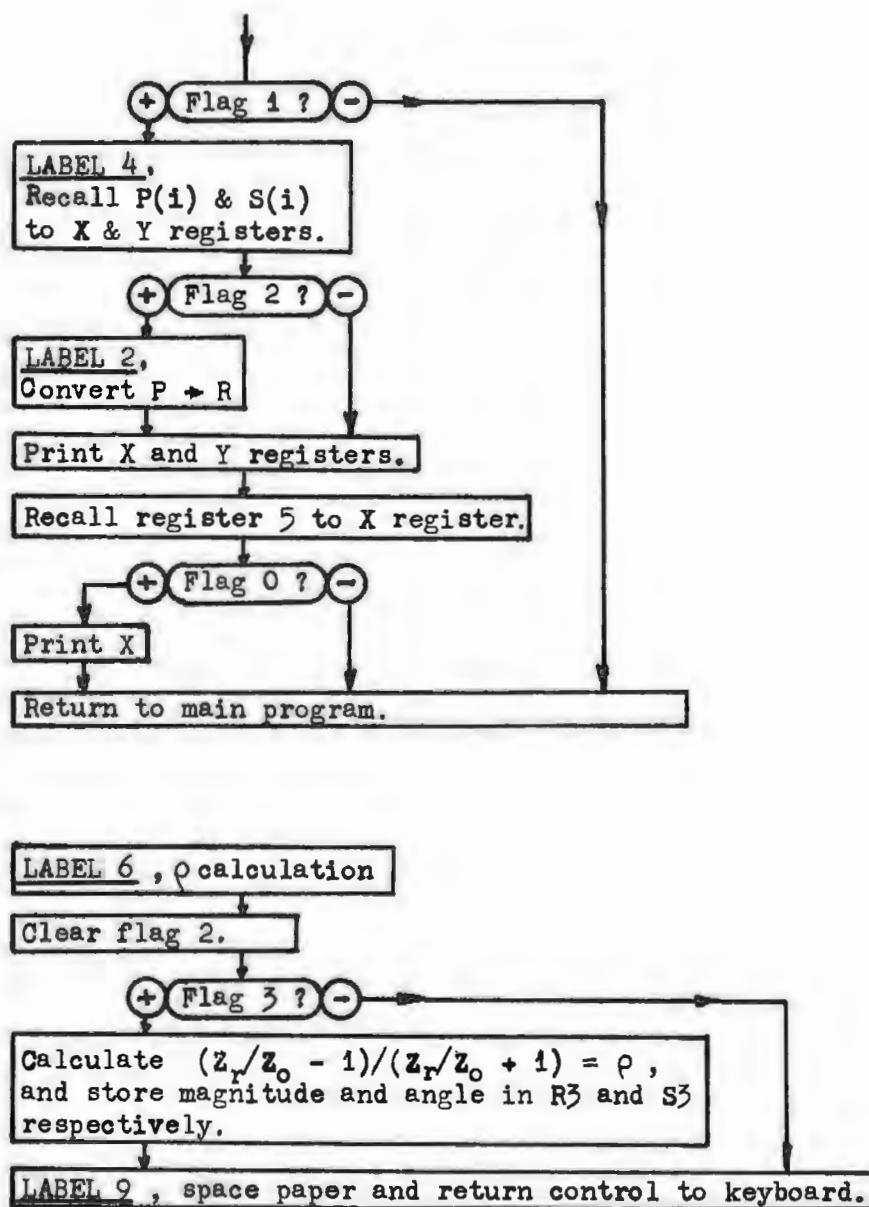 + Flag 1 ? −
LABEL 4,
Recall P(i) & S(i)
to X & Y registers.
+ Flag 2 ? −
LABEL 2,
Convert P → R
Print X and Y registers.
Recall register 5 to X register.
+ Flag 0 ? −
Print X
Return to main program.
LABEL 6 , ρ calculation
Clear flag 2.
+ Flag 3 ? −
Calculate (Zr/Zo - 1)/(Zr/Zo + 1) = ρ ,
and store magnitude and angle in R3 and S3
respectively.
LABEL 9 , space paper and return control to keyboard.